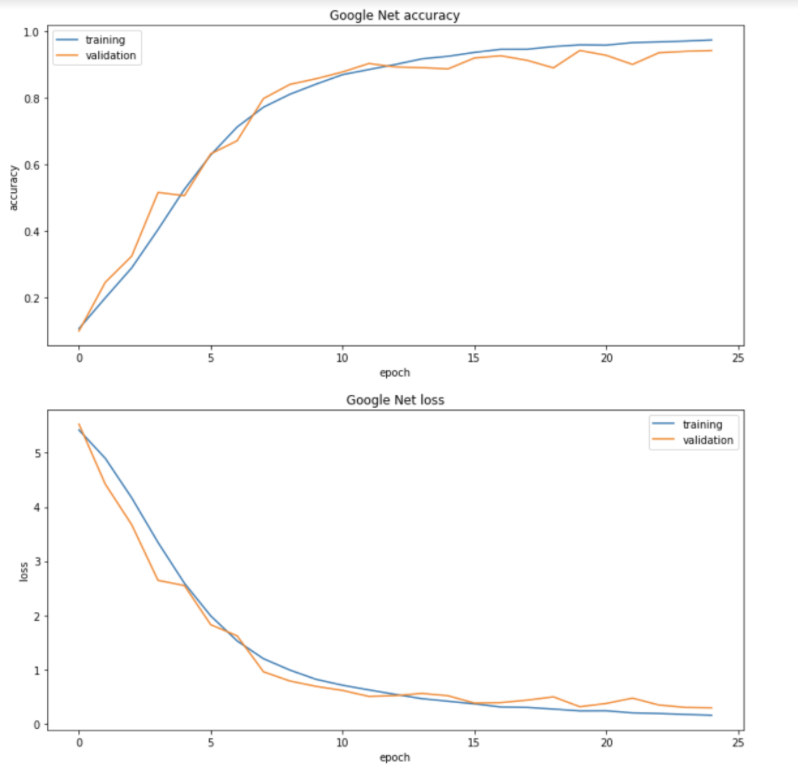 Google Net accuracy
1.0
training
validation
0.8
0.6
accuracy
0.4
0.2
0 5 10 15 20 25
epoch
Google Net loss
training
validation
5
4
3
loss
2
1
0
0 5 10 15 20 25
epoch